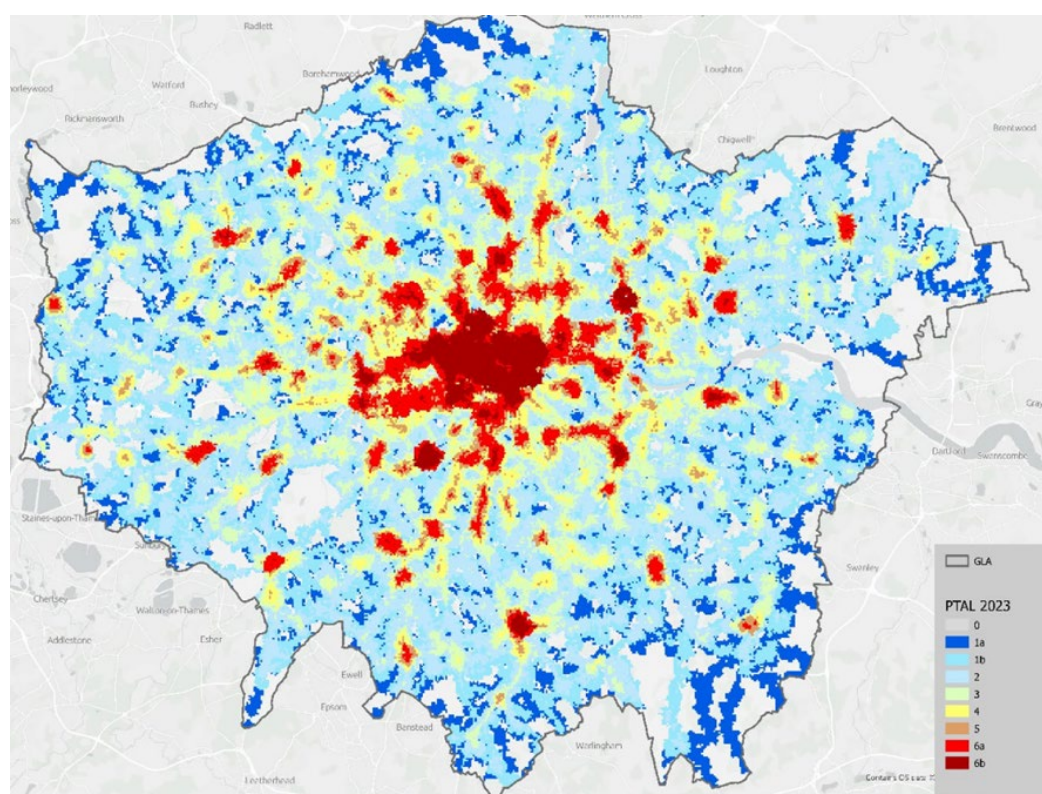 Radlett
Loughton
Watford
Borehamwood
Bushey
Rickmansworth
Chigwell
Brentwood
Dartford
Swanscombe
Staines-upon-Tha
Swanley
Chertsey
Walton-on-Thames
Addlestone
Esher
Ewell
Epsom
Banstead
Warlingham
Leatherhead
GLA
PTAL 2023
0
1a
1b
2
3
4
5
6a
6b